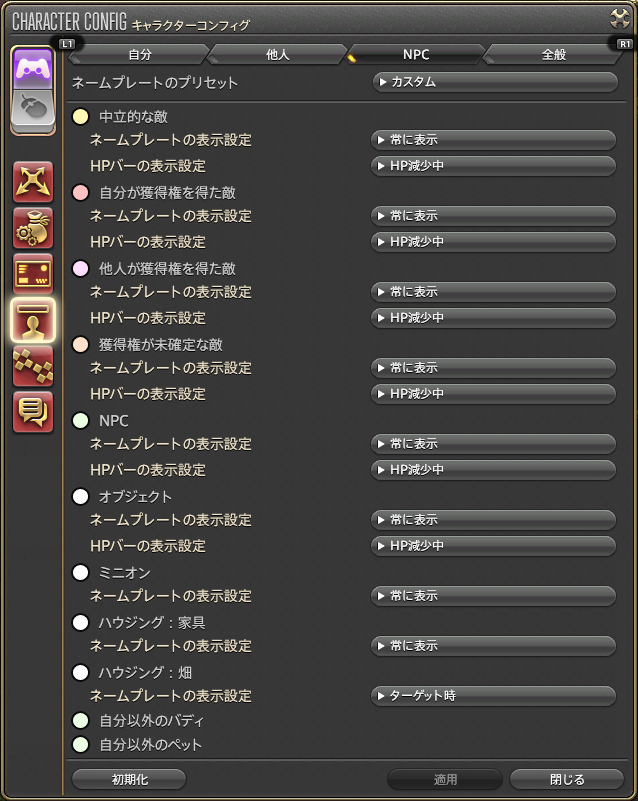 CHARACTER CONFIG キャラクターコンフィグ
L1 自分 他人 NPC 全般 R1
ネームプレートのプリセット ▶カスタム
中立的な敵
ネームプレートの表示設定 ▶常に表示
HPバーの表示設定 ▶HP減少中
自分が獲得権を得た敵
ネームプレートの表示設定 ▶常に表示
HPバーの表示設定 ▶HP減少中
他人が獲得権を得た敵
ネームプレートの表示設定 ▶常に表示
HPバーの表示設定 ▶HP減少中
獲得権が未確定な敵
ネームプレートの表示設定 ▶常に表示
HPバーの表示設定 ▶HP減少中
NPC
ネームプレートの表示設定 ▶常に表示
HPバーの表示設定 ▶HP減少中
オブジェクト
ネームプレートの表示設定 ▶常に表示
HPバーの表示設定 ▶HP減少中
ミニオン
ネームプレートの表示設定 ▶常に表示
ハウジング：家具
ネームプレートの表示設定 ▶常に表示
ハウジング：畑
ネームプレートの表示設定 ▶ターゲット時
自分以外のバディ
自分以外のペット
初期化 適用 閉じる